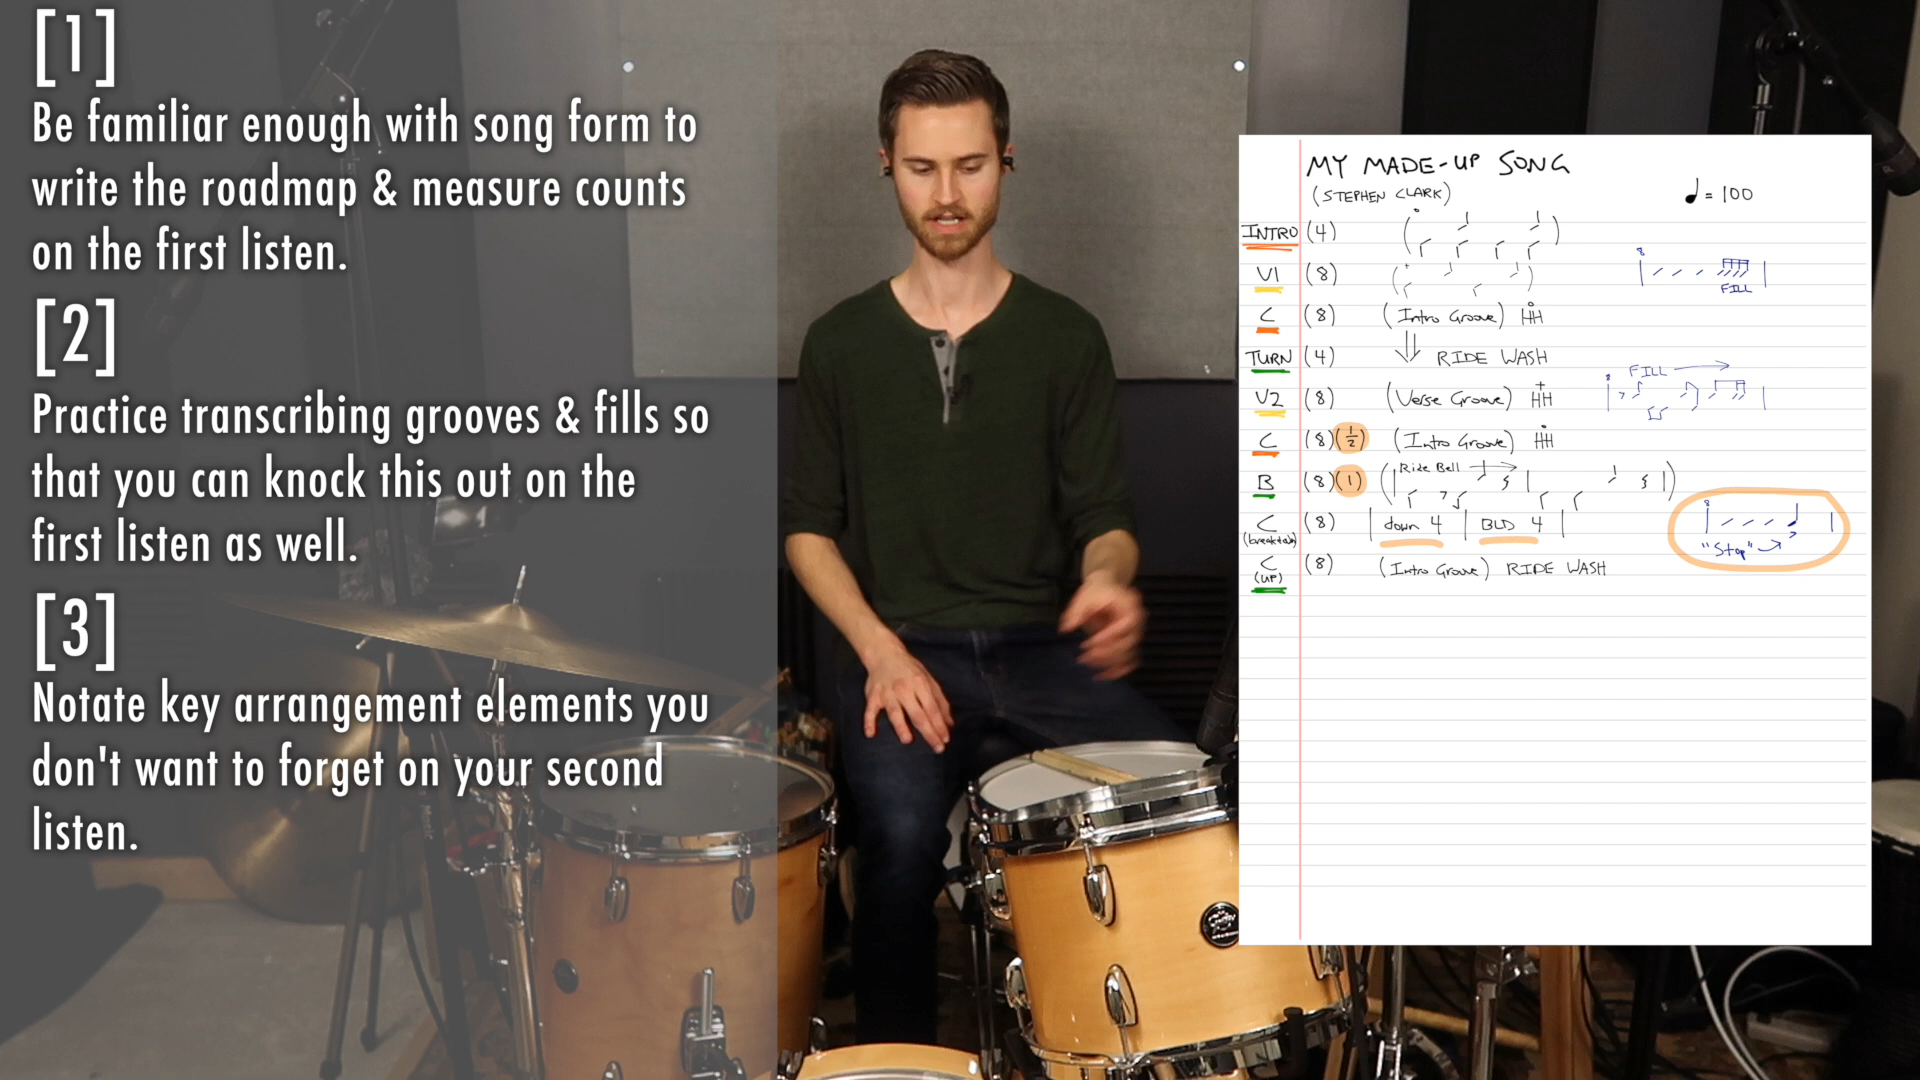 [1]
Be familiar enough with song form to
write the roadmap & measure counts
on the first listen.
[2]
Practice transcribing grooves & fills so
that you can knock this out on the
first listen as well.
[3]
Notate key arrangement elements you
don't want to forget on your second
listen.
MY MADE-UP SONG
(STEPHEN CLARK)
= 100
INTRO (4)
V1 (8)
8
FILL
C (8) (Intro Groove) HH
TURN (4) RIDE WASH
FILL
V2 (8) (Verse Groove) HH
8
C (8) (1/2) (Intro Groove) HH
B (8) (1) Ride Bell
C (8) down 4 BLD 4
(breakdown)
8
"Stop"
C (8) (Intro Groove) RIDE WASH
(UP)